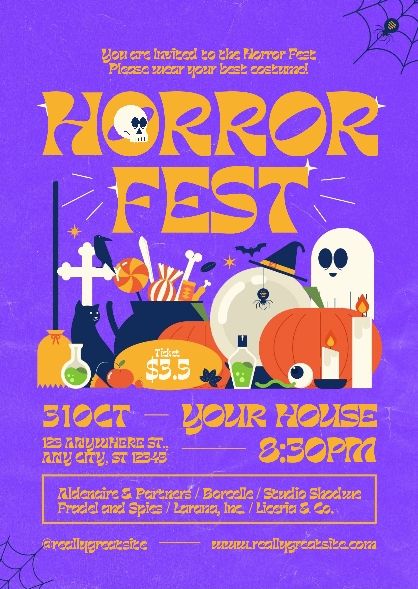 You are Invited to the Horror Fest
Please wear your best costume!
HORROR
FEST
Ticket
$3.5
31OCT — YOUR HOUSE
123 ANYWHERE ST.,
ANY CITY, ST 12345 — 8:30PM
Aldenaire & Partners / Borcelle / Studio Shodwe
Fradel and Spies / Larana, Inc. / Liceria & Co.
@reallygreatsite — www.reallygreatsite.com